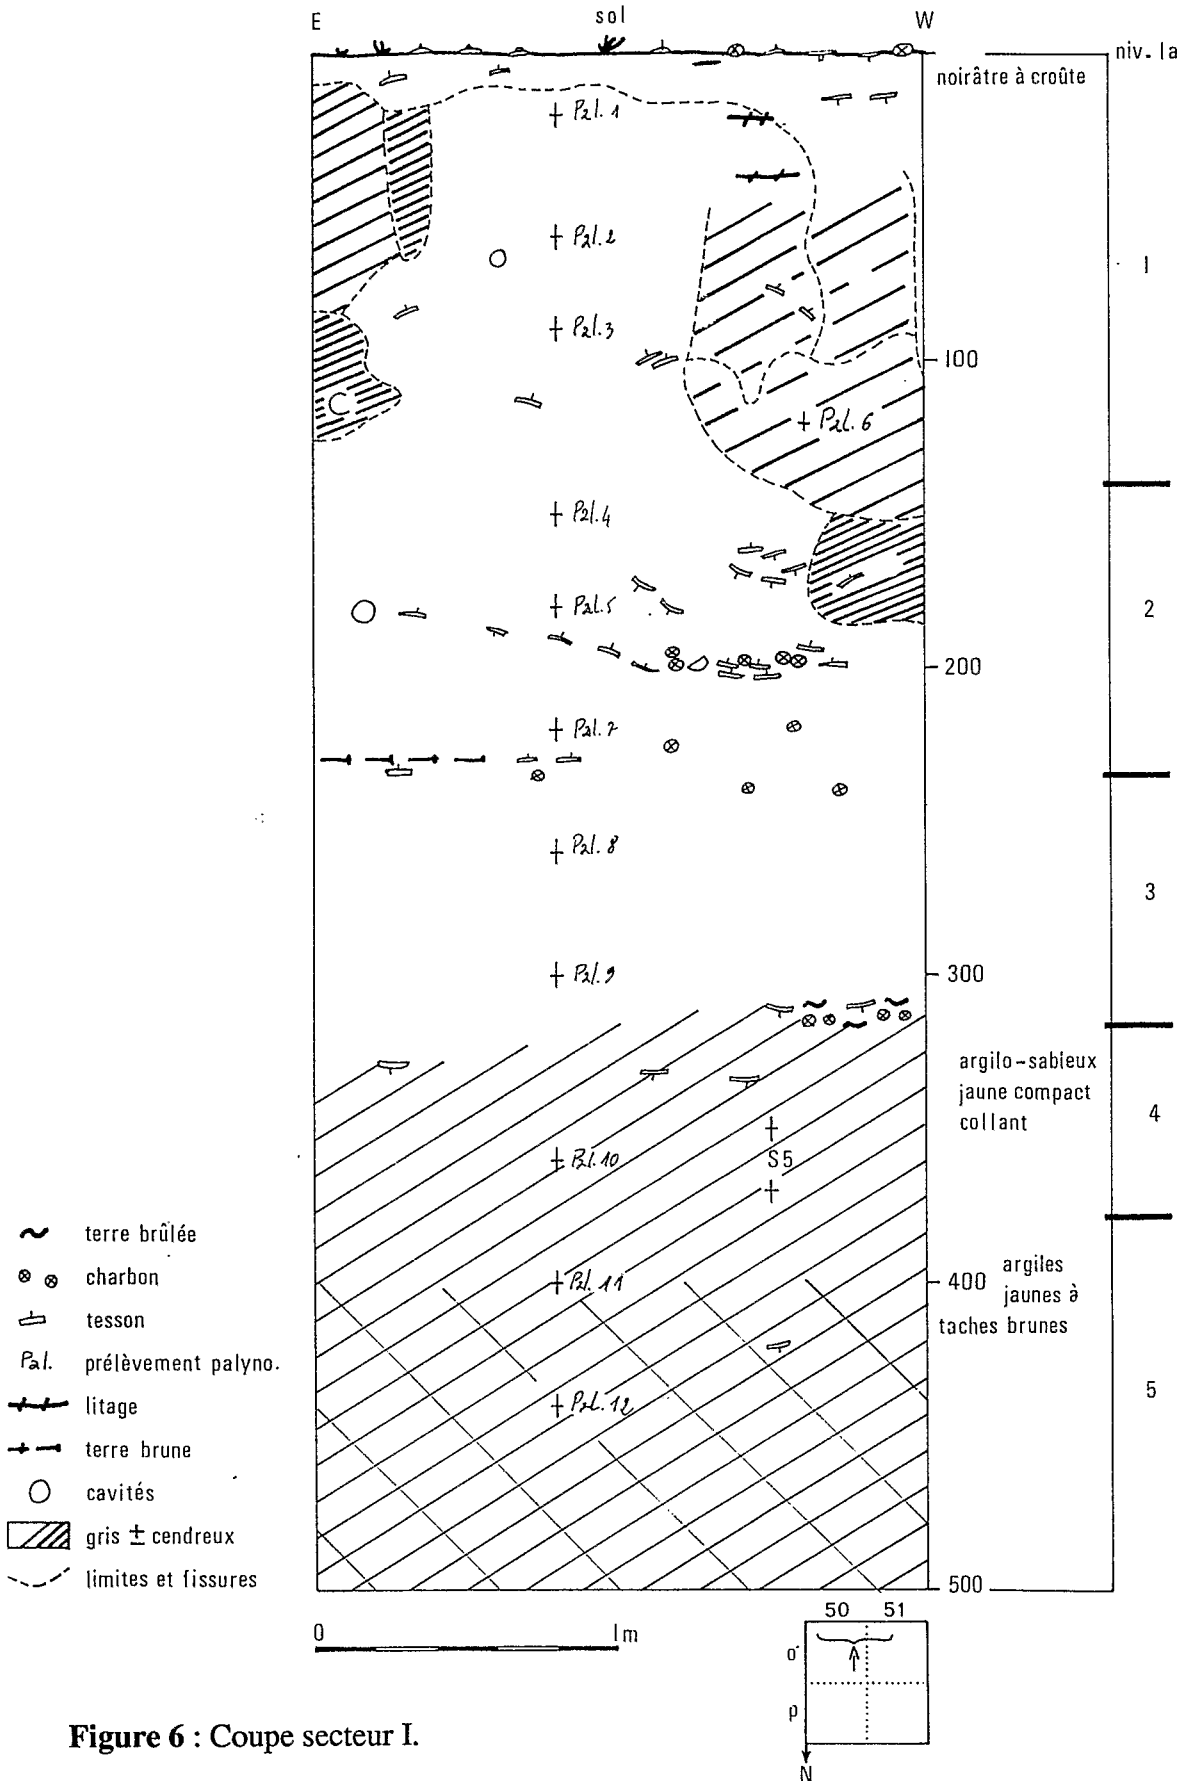 E
sol
W
niv. Ia
noirâtre à croûte
Pal. 1
Pal. 2
1
Pal. 3
100
Pal. 6
Pal. 4
Pal. 5
2
200
Pal. 7
Pal. 8
3
Pal. 9
300
argilo-sableux
jaune compact
collant
4
Pal. 10
S5
terre brûlée
charbon
tesson
Pal. prélèvement palyno.
litage
terre brune
cavités
gris ± cendreux
limites et fissures
Pal. 11
400
argiles
jaunes à
taches brunes
Pal. 12
5
500
0 1m
50 51
o'
p
N
Figure 6 : Coupe secteur I.